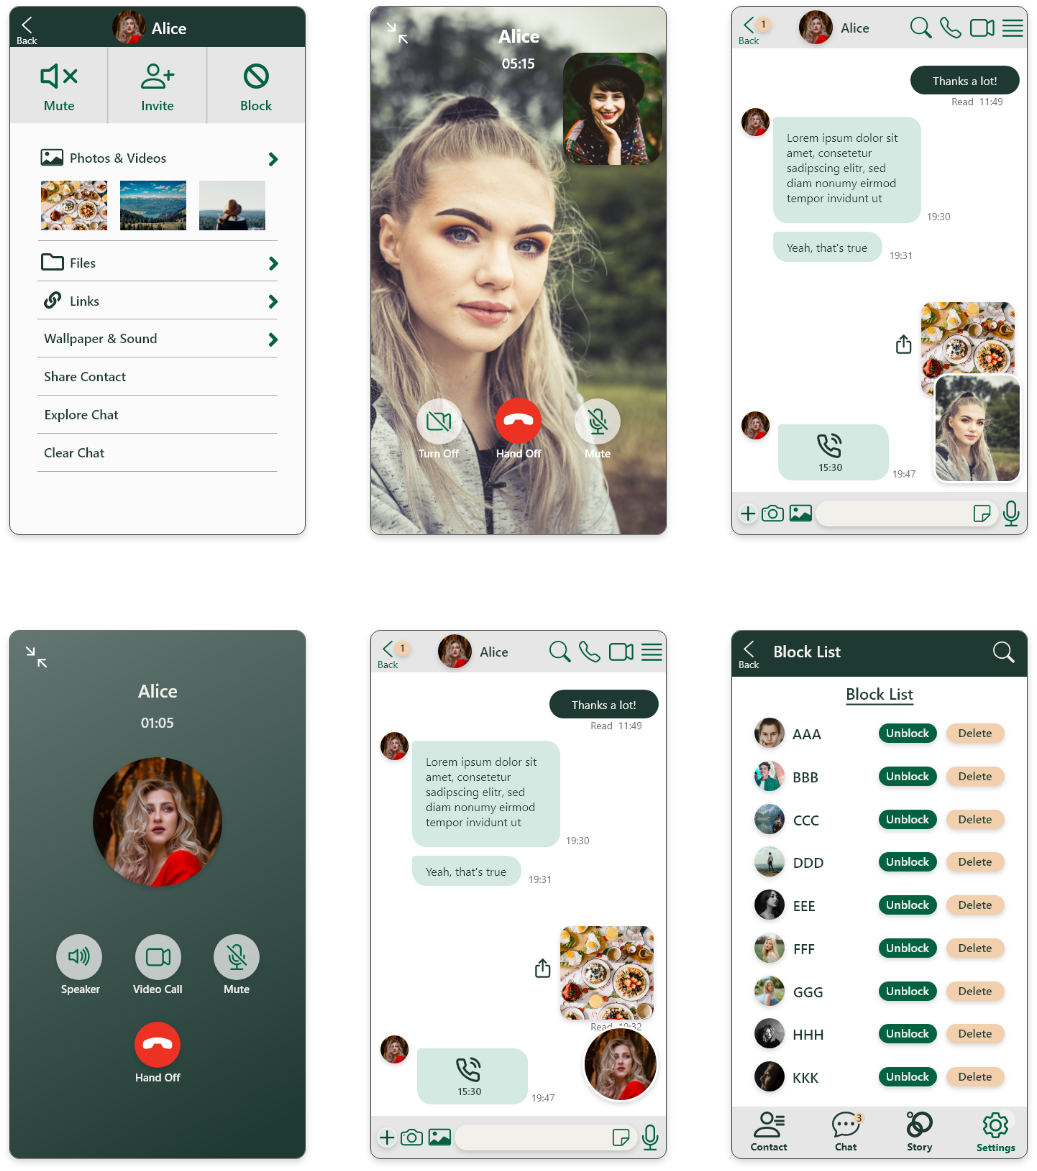 Back
Alice
Mute
Invite
Block
Photos & Videos
Files
Links
Wallpaper & Sound
Share Contact
Explore Chat
Clear Chat
Alice
05:15
Turn Off
Hand Off
Mute
1
Back
Alice
Thanks a lot!
Read 11:49
Lorem ipsum dolor sit
amet, consetetur
sadipscing elitr, sed
diam nonumy eirmod
tempor invidunt ut
19:30
Yeah, that's true
19:31
15:30
19:47
Alice
01:05
Speaker
Video Call
Mute
Hand Off
1
Back
Alice
Thanks a lot!
Read 11:49
Lorem ipsum dolor sit
amet, consetetur
sadipscing elitr, sed
diam nonumy eirmod
tempor invidunt ut
19:30
Yeah, that's true
19:31
Read 19:32
15:30
19:47
Back
Block List
Block List
AAA Unblock Delete
BBB Unblock Delete
CCC Unblock Delete
DDD Unblock Delete
EEE Unblock Delete
FFF Unblock Delete
GGG Unblock Delete
HHH Unblock Delete
KKK Unblock Delete
3
Contact Chat Story Settings